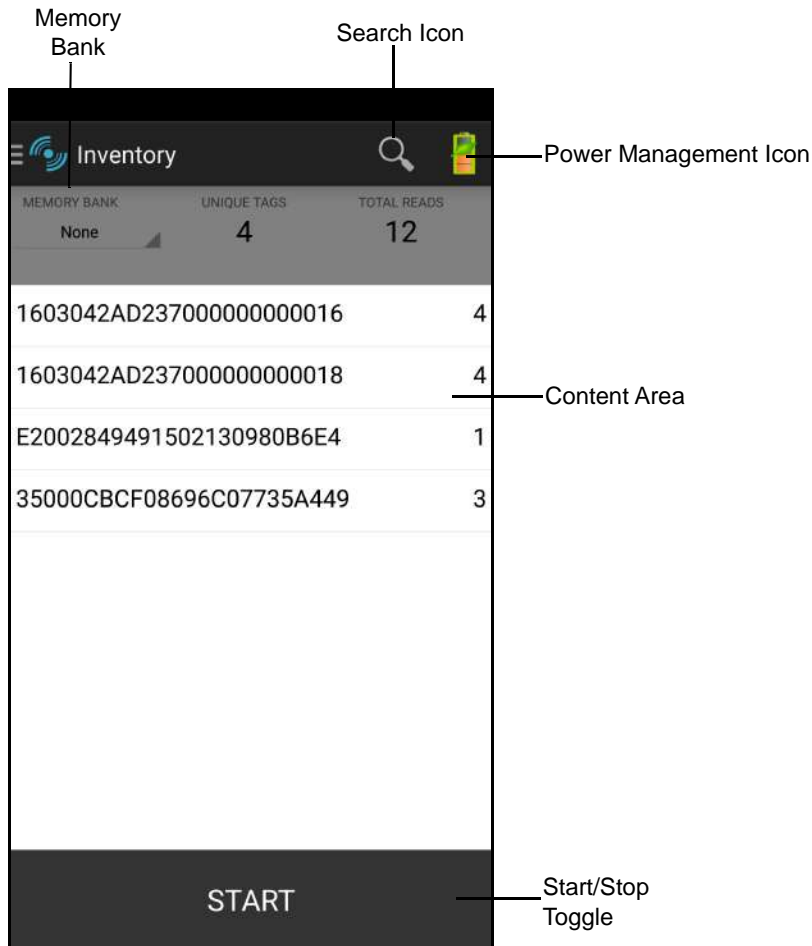 Memory
Bank
Search Icon
Inventory
Power Management Icon
MEMORY BANK
UNIQUE TAGS
TOTAL READS
None
4
12
1603042AD237000000000016 4
1603042AD237000000000018 4
Content Area
E2002849491502130980B6E4 1
35000CBCF08696C07735A449 3
START
Start/Stop
Toggle